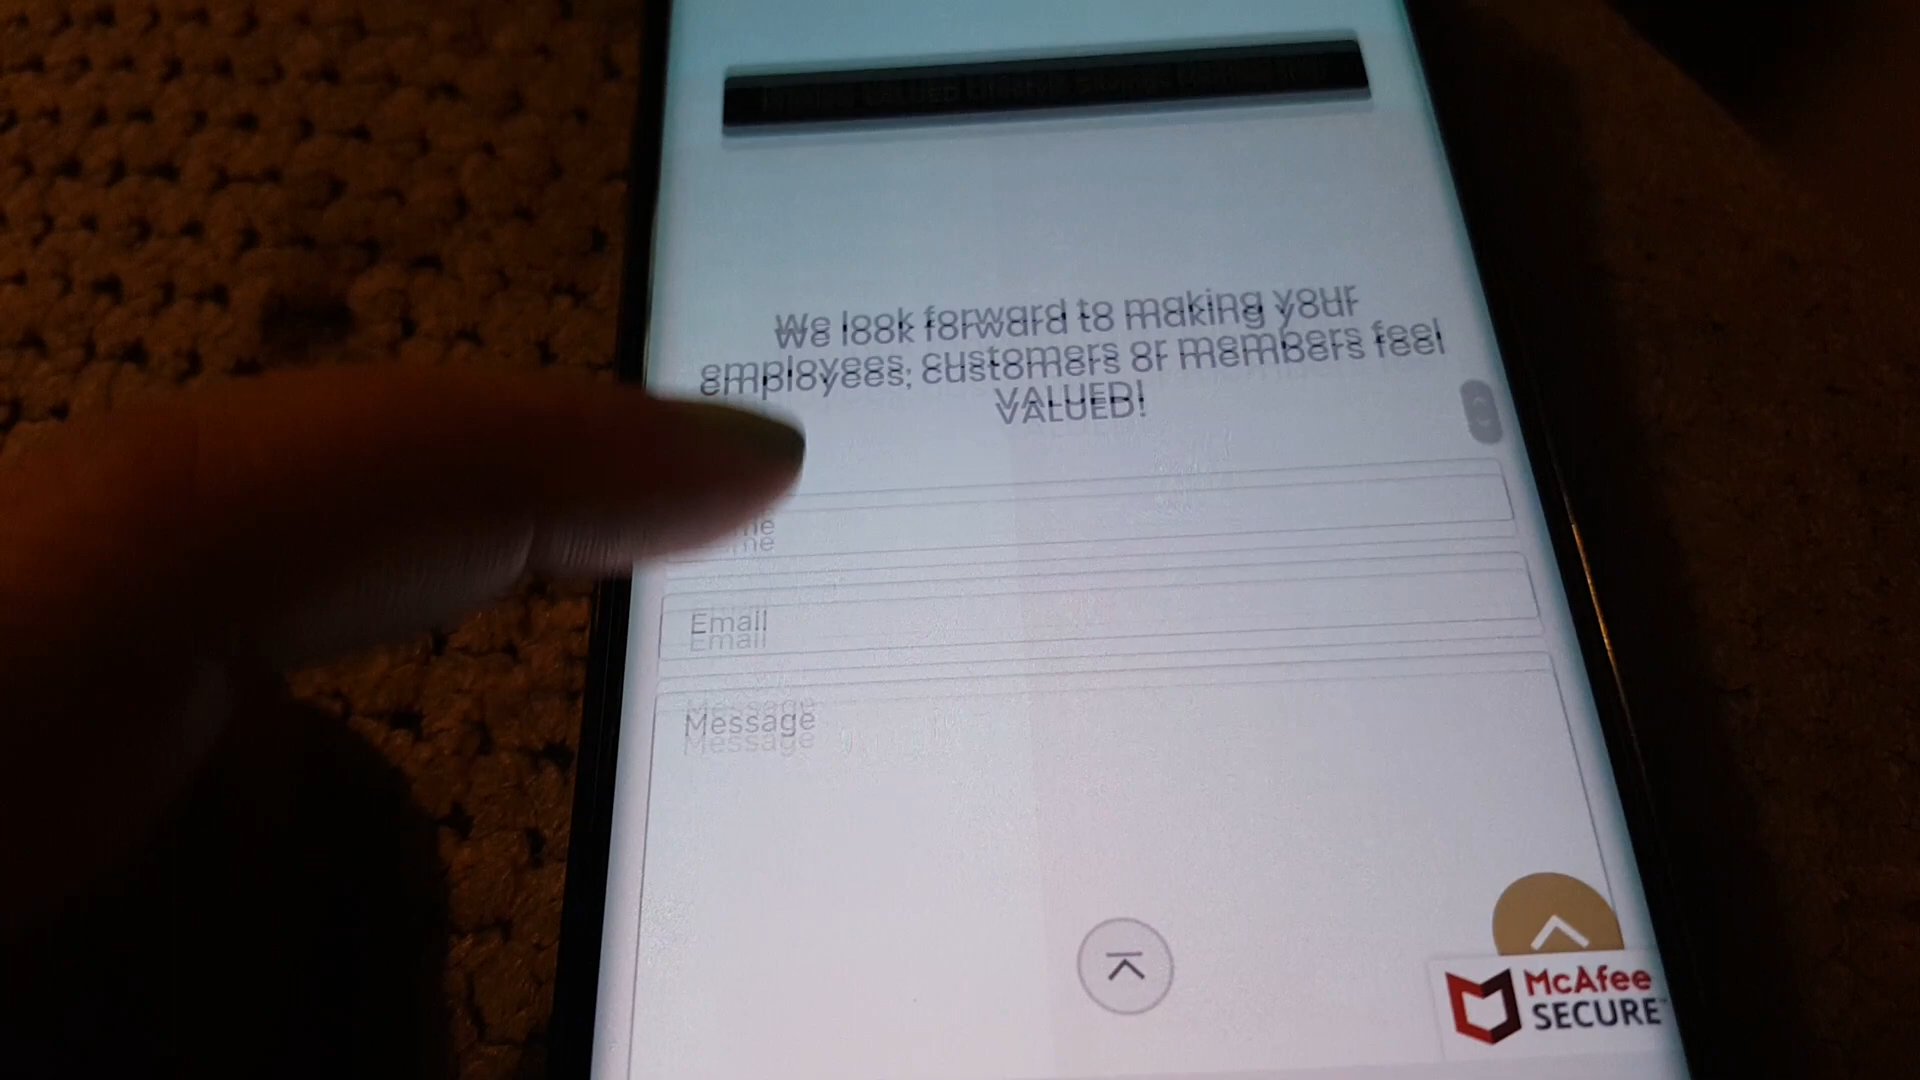 We look forward to making your
employees, customers or members feel
VALUED!
Email
Message
McAfee
SECURE